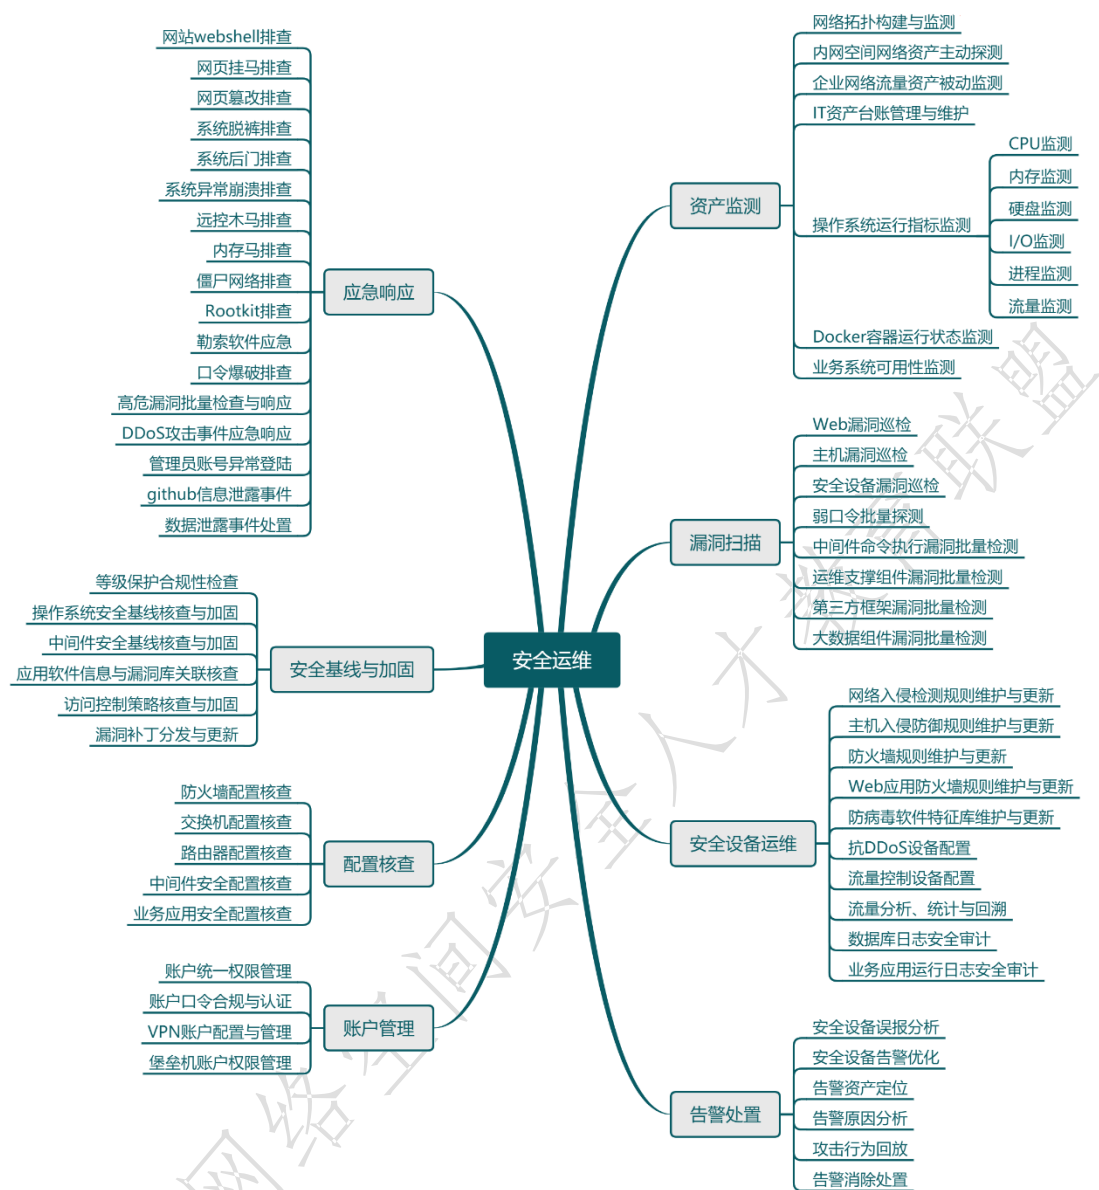 安全运维
应急响应
网站webshell排查
网页挂马排查
网页篡改排查
系统脱裤排查
系统后门排查
系统异常崩溃排查
远控木马排查
内存马排查
僵尸网络排查
Rootkit排查
勒索软件应急
口令爆破排查
高危漏洞批量检查与响应
DDoS攻击事件应急响应
管理员账号异常登陆
github信息泄露事件
数据泄露事件处置
安全基线与加固
等级保护合规性检查
操作系统安全基线核查与加固
中间件安全基线核查与加固
应用软件信息与漏洞库关联核查
访问控制策略核查与加固
漏洞补丁分发与更新
配置核查
防火墙配置核查
交换机配置核查
路由器配置核查
中间件安全配置核查
业务应用安全配置核查
账户管理
账户统一权限管理
账户口令合规与认证
VPN账户配置与管理
堡垒机账户权限管理
资产监测
网络拓扑构建与监测
内网空间网络资产主动探测
企业网络流量资产被动监测
IT资产台账管理与维护
操作系统运行指标监测
CPU监测
内存监测
硬盘监测
I/O监测
进程监测
流量监测
Docker容器运行状态监测
业务系统可用性监测
漏洞扫描
Web漏洞巡检
主机漏洞巡检
安全设备漏洞巡检
弱口令批量探测
中间件命令执行漏洞批量检测
运维支撑组件漏洞批量检测
第三方框架漏洞批量检测
大数据组件漏洞批量检测
安全设备运维
网络入侵检测规则维护与更新
主机入侵防御规则维护与更新
防火墙规则维护与更新
Web应用防火墙规则维护与更新
防病毒软件特征库维护与更新
抗DDoS设备配置
流量控制设备配置
流量分析、统计与回溯
数据库日志安全审计
业务应用运行日志安全审计
告警处置
安全设备误报分析
安全设备告警优化
告警资产定位
告警原因分析
攻击行为回放
告警消除处置
网络空间安全人才教育联盟